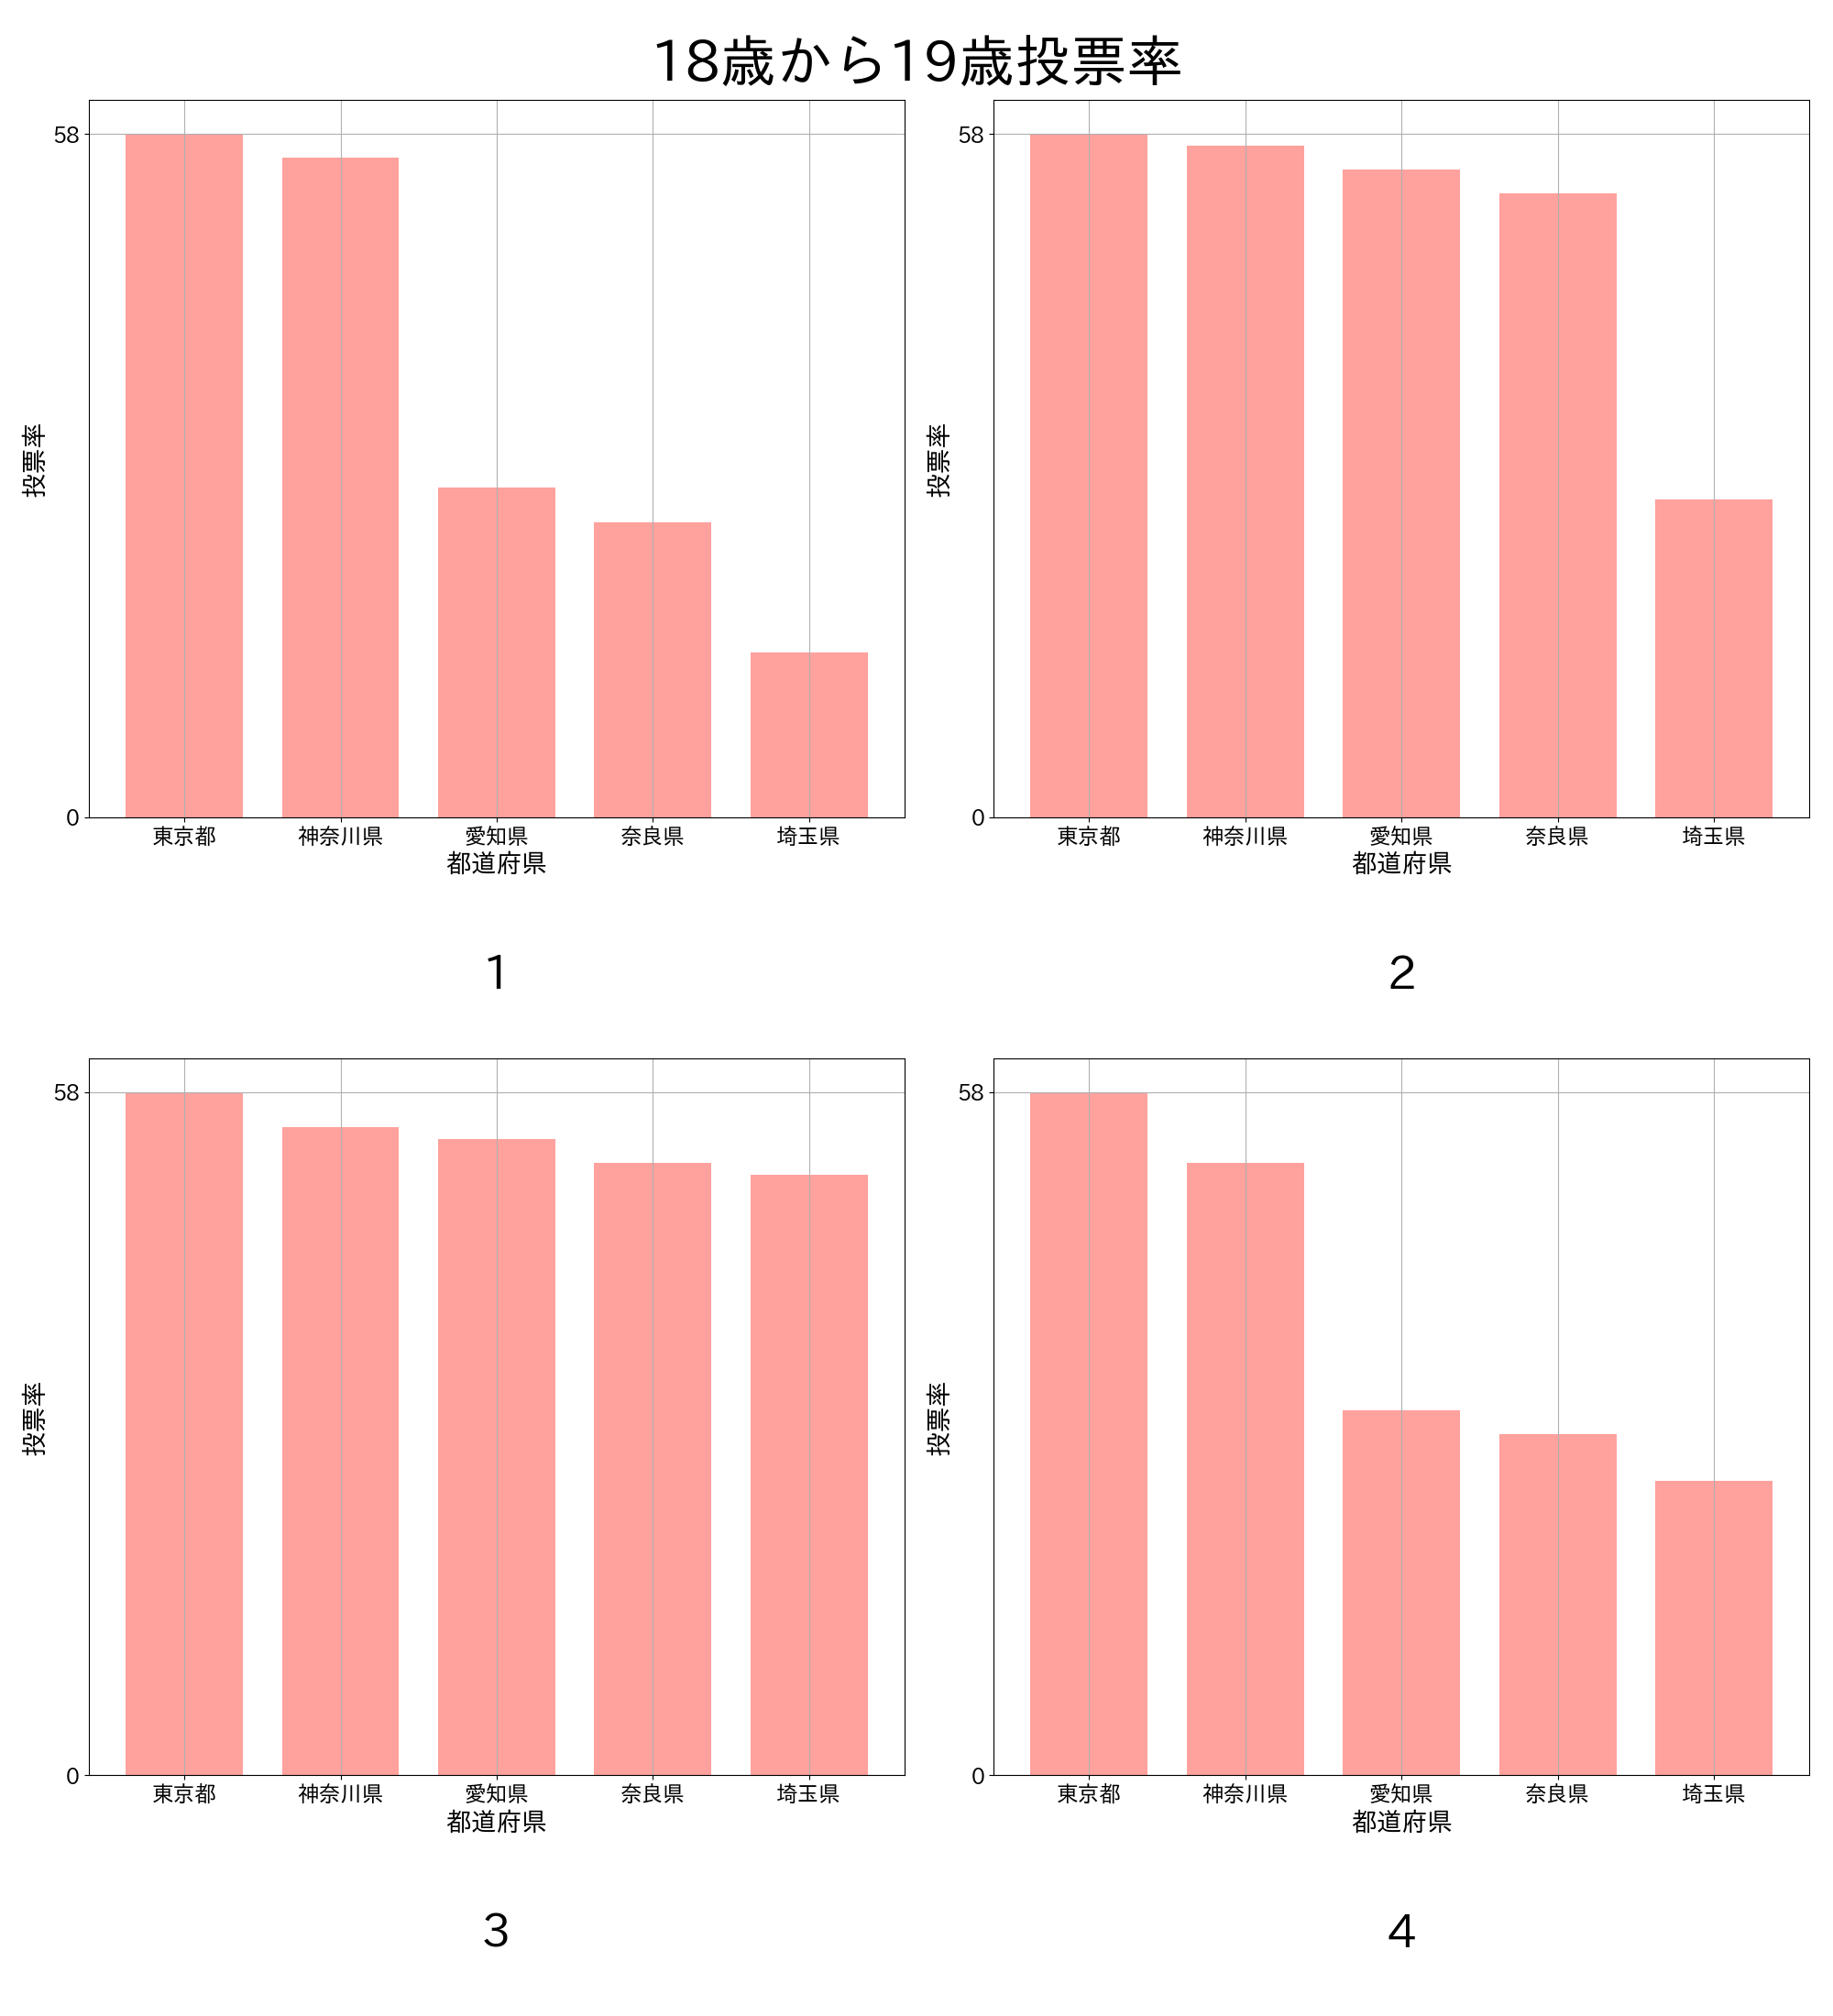 18歳から19歳投票率
58
0
投票率
東京都 神奈川県 愛知県 奈良県 埼玉県
都道府県
1
58
0
投票率
東京都 神奈川県 愛知県 奈良県 埼玉県
都道府県
2
58
0
投票率
東京都 神奈川県 愛知県 奈良県 埼玉県
都道府県
3
58
0
投票率
東京都 神奈川県 愛知県 奈良県 埼玉県
都道府県
4